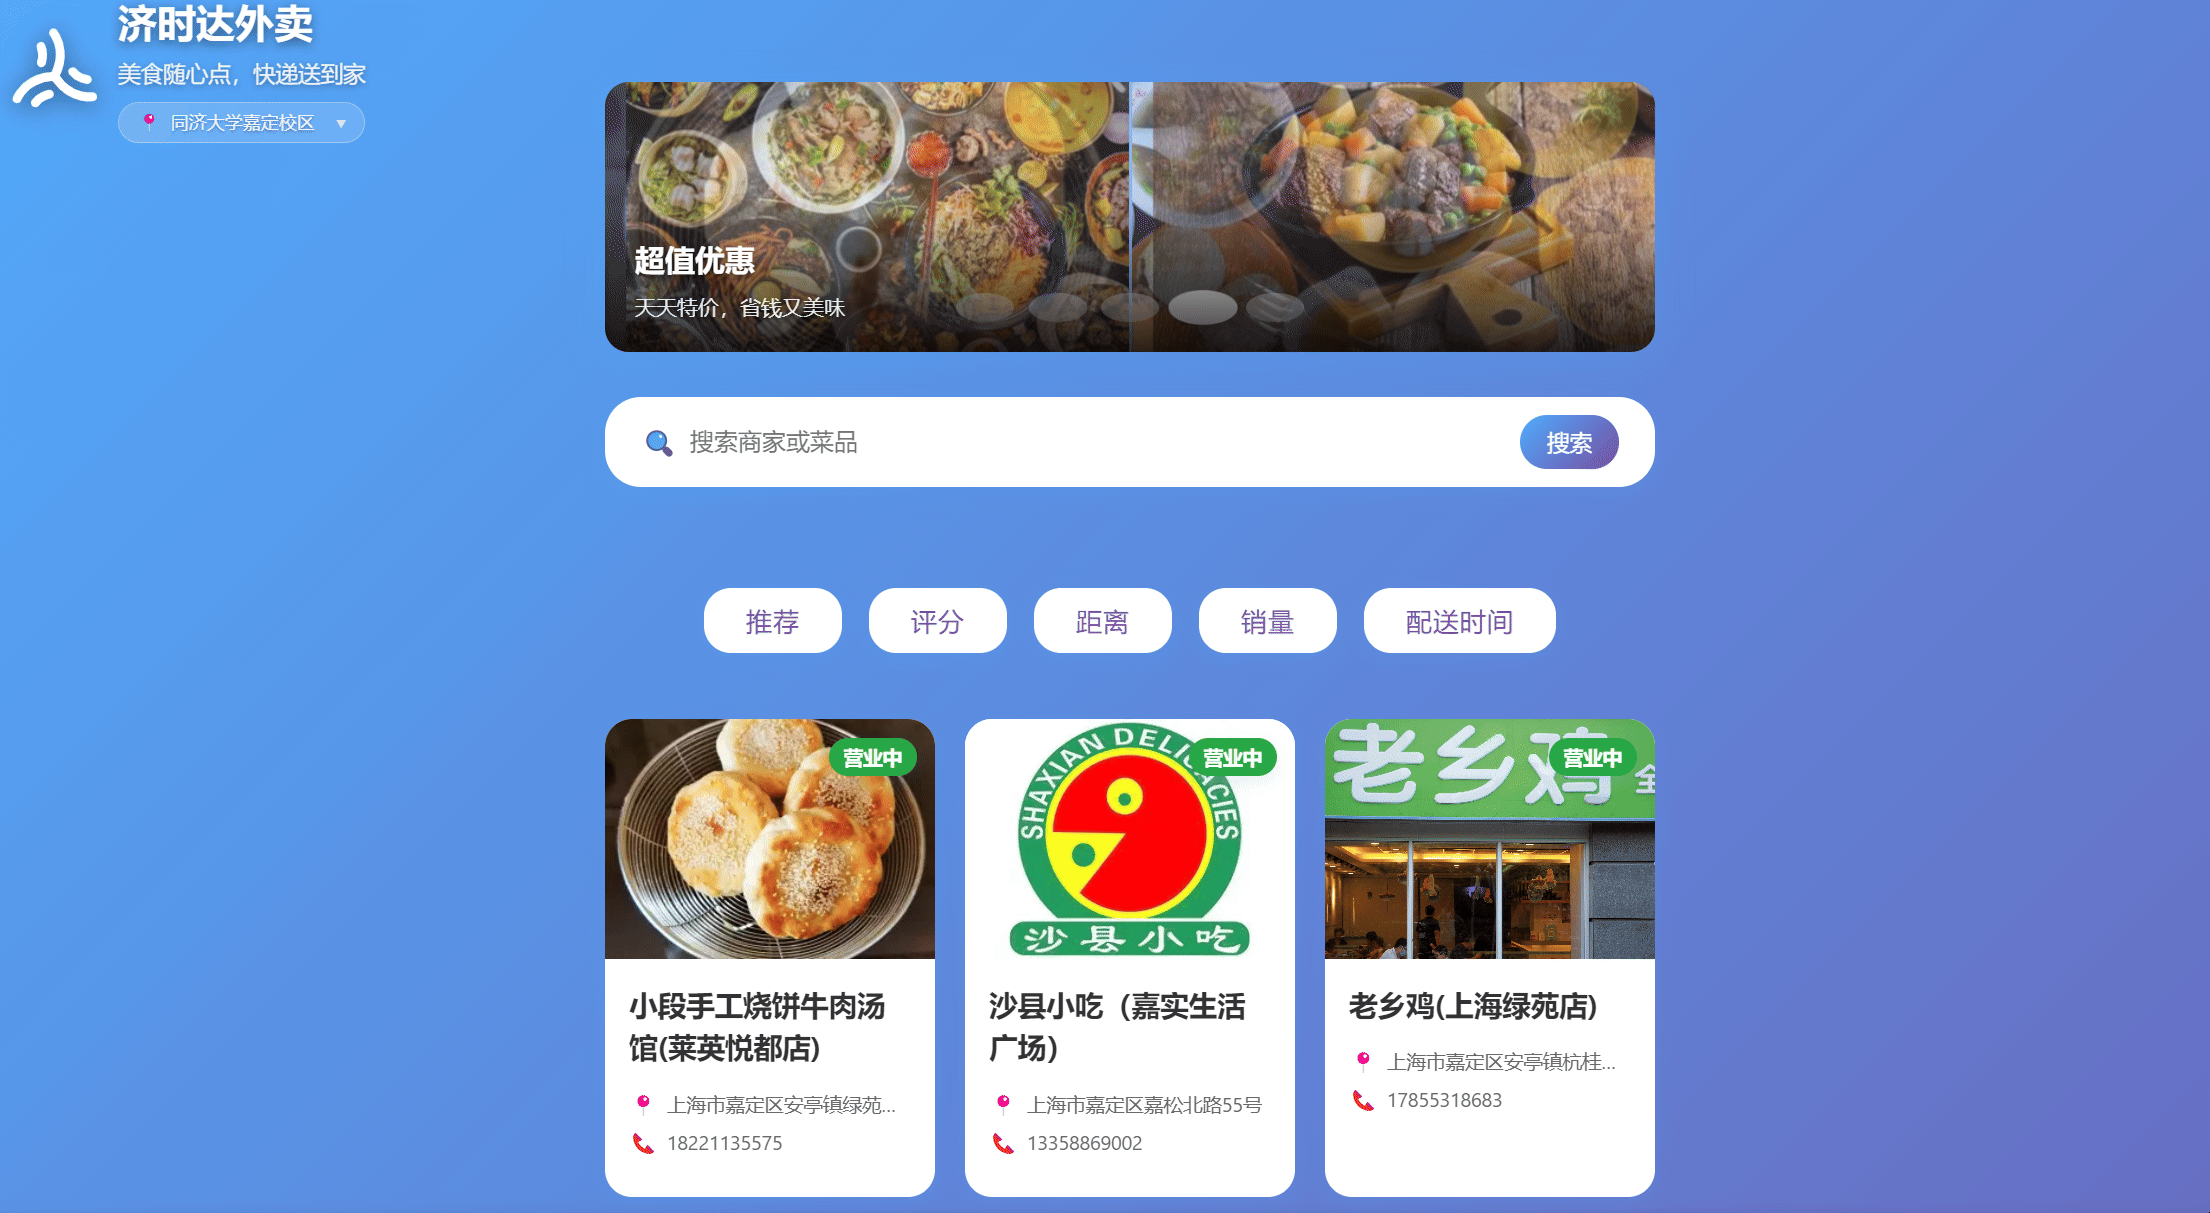 济时达外卖
美食随心点，快递送到家
同济大学嘉定校区
超值优惠
天天特价，省钱又美味
搜索商家或菜品
搜索
推荐
评分
距离
销量
配送时间
营业中
小段手工烧饼牛肉汤
馆(莱英悦都店)
上海市嘉定区安亭镇绿苑...
18221135575
SHAXIAN DELICACIES
营业中
沙县小吃
沙县小吃（嘉实生活
广场）
上海市嘉定区嘉松北路55号
13358869002
老乡鸡
营业中
老乡鸡(上海绿苑店)
上海市嘉定区安亭镇杭桂...
17855318683